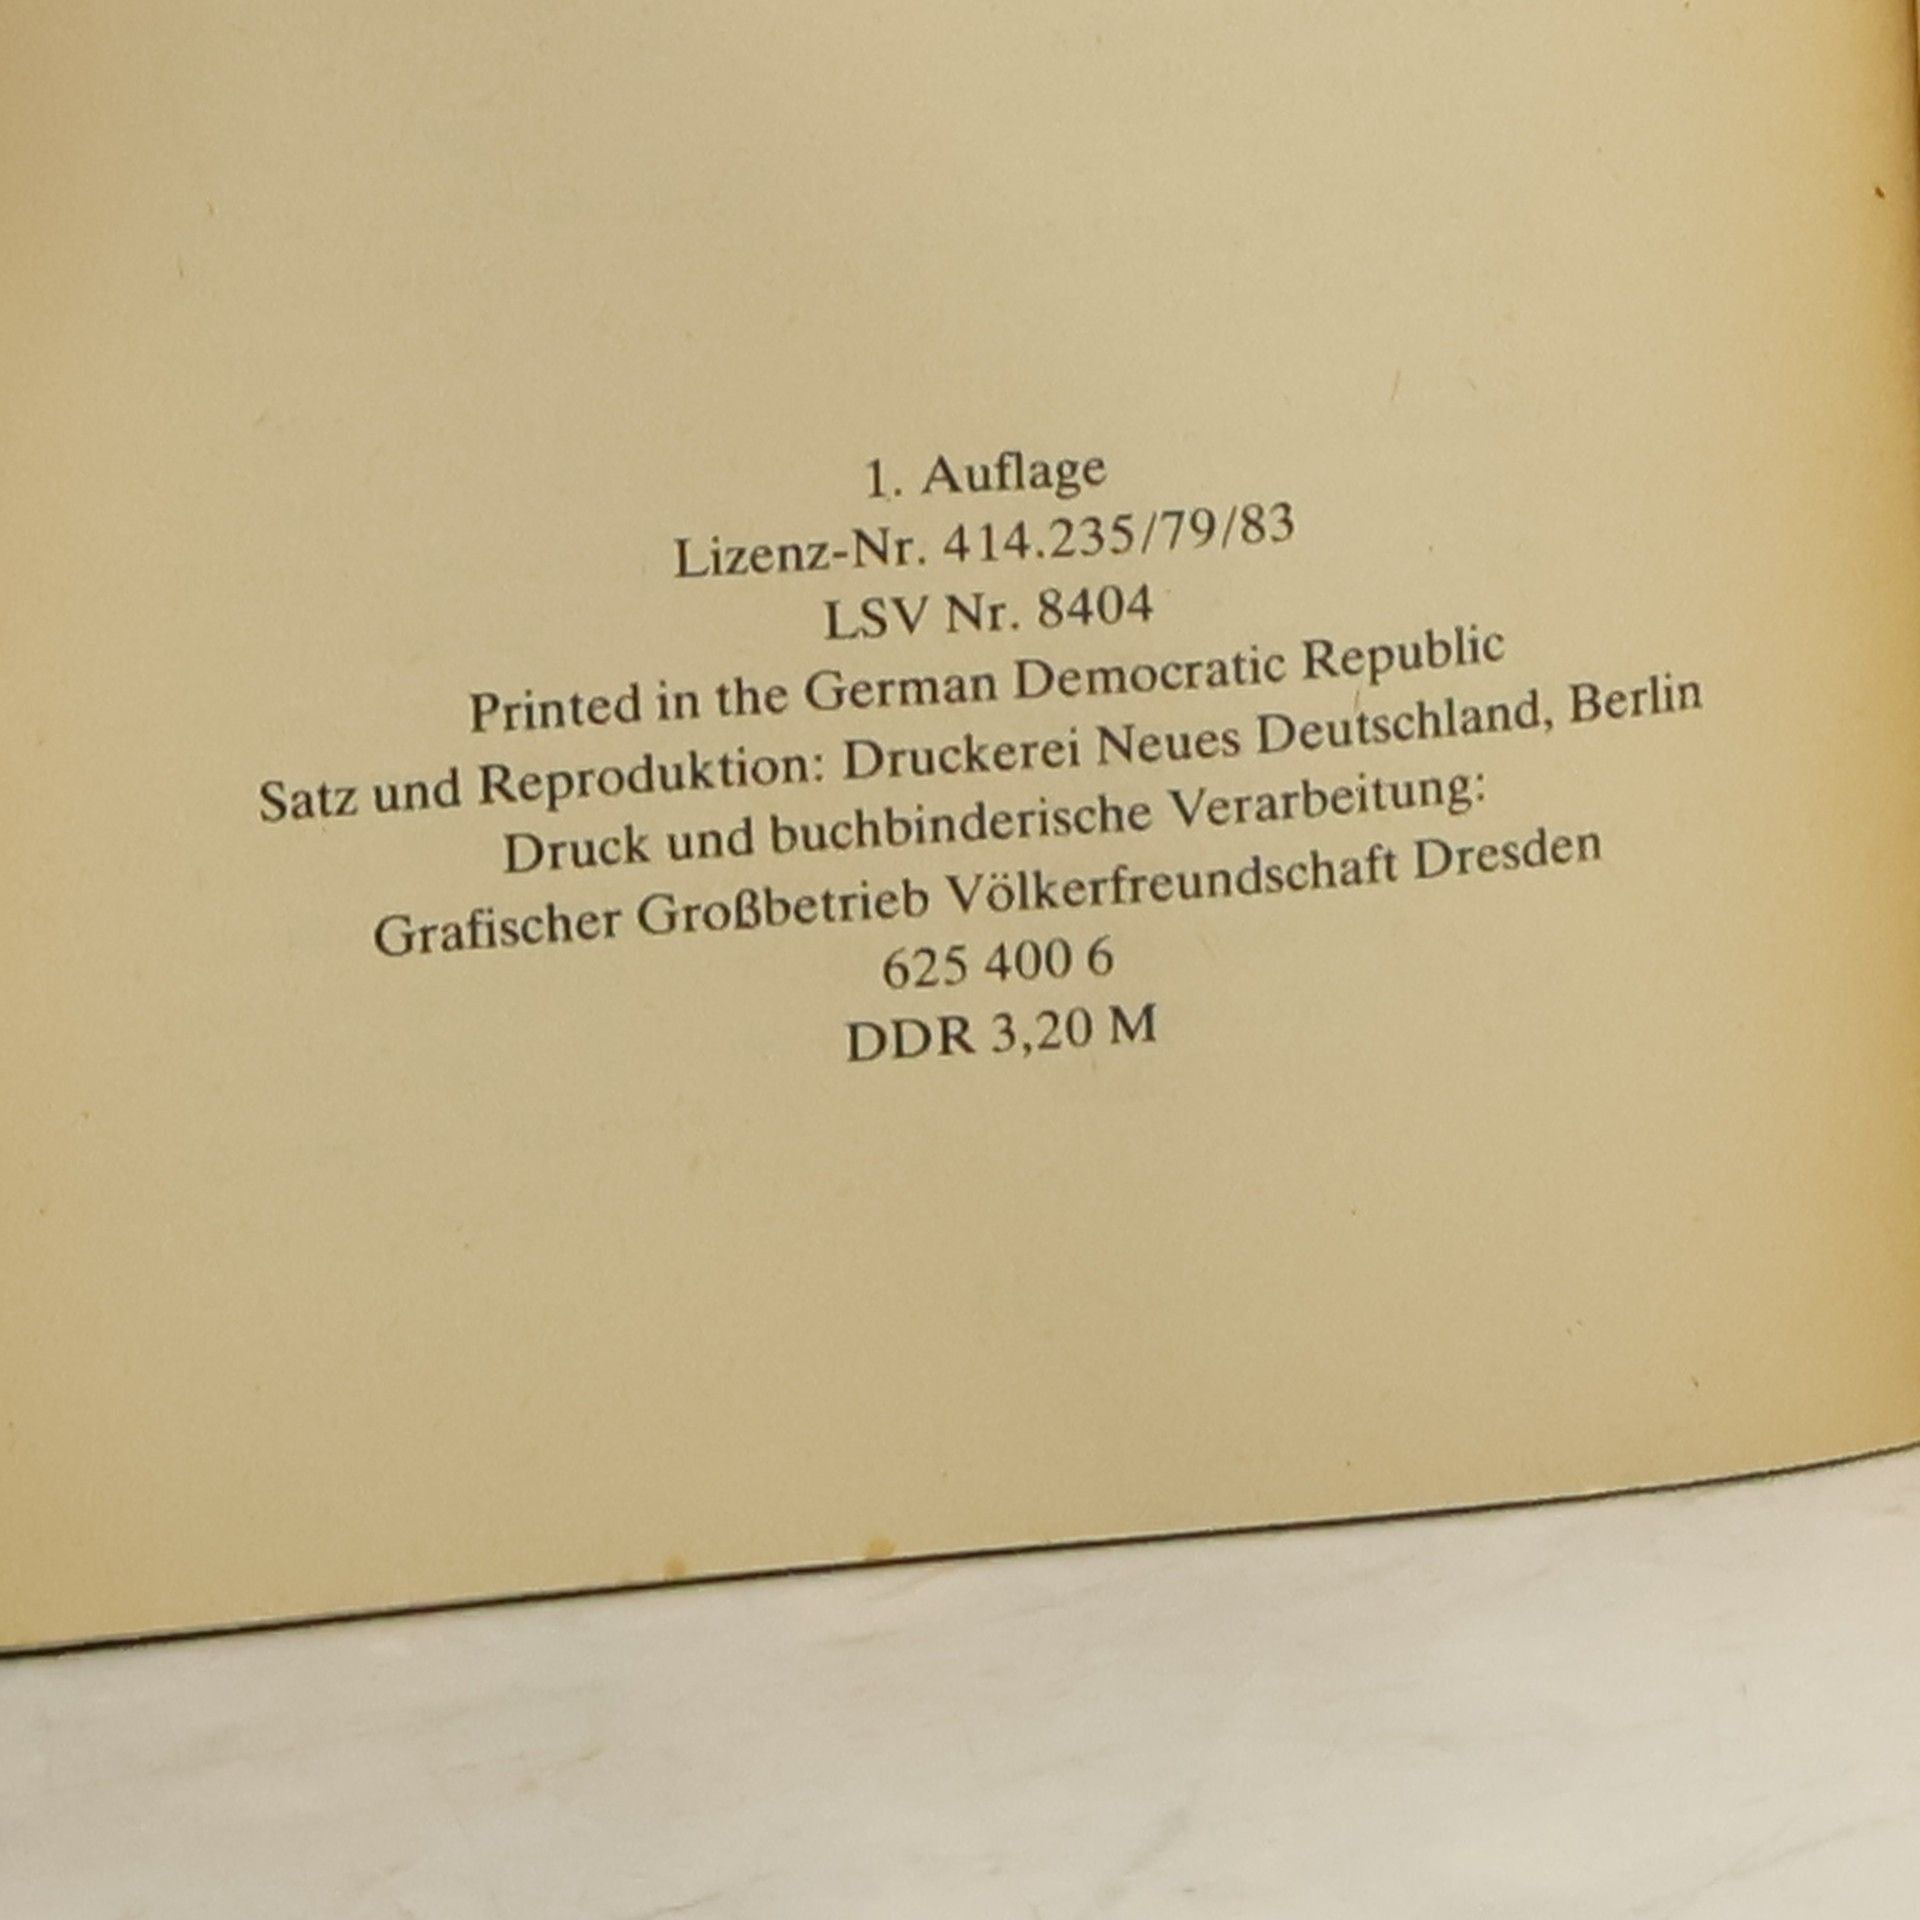 1. Auflage
Lizenz-Nr. 414.235/79/83
LSV Nr. 8404
Printed in the German Democratic Republic
Satz und Reproduktion: Druckerei Neues Deutschland, Berlin
Druck und buchbinderische Verarbeitung:
Grafischer Großbetrieb Völkerfreundschaft Dresden
625 400 6
DDR 3,20 M